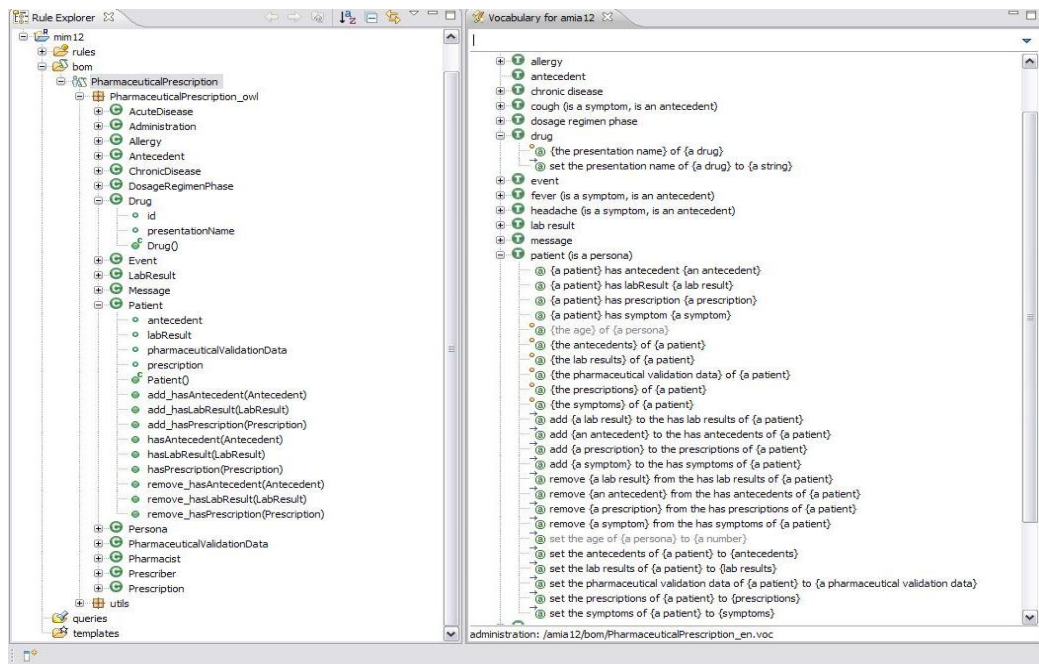 Rule Explorer
mim12
rules
bom
PharmaceuticalPrescription
PharmaceuticalPrescription_owl
AcuteDisease
Administration
Allergy
Antecedent
ChronicDisease
DosageRegimenPhase
Drug
id
presentationName
Drug()
Event
LabResult
Message
Patient
antecedent
labResult
pharmaceuticalValidationData
prescription
Patient()
add_hasAntecedent(Antecedent)
add_hasLabResult(LabResult)
add_hasPrescription(Prescription)
hasAntecedent(Antecedent)
hasLabResult(LabResult)
hasPrescription(Prescription)
remove_hasAntecedent(Antecedent)
remove_hasLabResult(LabResult)
remove_hasPrescription(Prescription)
Persona
PharmaceuticalValidationData
Pharmacist
Prescriber
Prescription
utils
queries
templates
Vocabulary for amia12
allergy
antecedent
chronic disease
cough (is a symptom, is an antecedent)
dosage regimen phase
drug
{the presentation name} of {a drug}
set the presentation name of {a drug} to {a string}
event
fever (is a symptom, is an antecedent)
headache (is a symptom, is an antecedent)
lab result
message
patient (is a persona)
{a patient} has antecedent {an antecedent}
{a patient} has labResult {a lab result}
{a patient} has prescription {a prescription}
{a patient} has symptom {a symptom}
{the age} of {a persona}
{the antecedents} of {a patient}
{the lab results} of {a patient}
{the pharmaceutical validation data} of {a patient}
{the prescriptions} of {a patient}
{the symptoms} of {a patient}
add {a lab result} to the has lab results of {a patient}
add {an antecedent} to the has antecedents of {a patient}
add {a prescription} to the prescriptions of {a patient}
add {a symptom} to the has symptoms of {a patient}
remove {a lab result} from the has lab results of {a patient}
remove {an antecedent} from the has antecedents of {a patient}
remove {a prescription} from the has prescriptions of {a patient}
remove {a symptom} from the has symptoms of {a patient}
set the age of {a persona} to {a number}
set the antecedents of {a patient} to {antecedents}
set the lab results of {a patient} to {lab results}
set the pharmaceutical validation data of {a patient} to {a pharmaceutical validation data}
set the prescriptions of {a patient} to {prescriptions}
set the symptoms of {a patient} to {symptoms}
administration: /amia12/bom/PharmaceuticalPrescription_en.voc